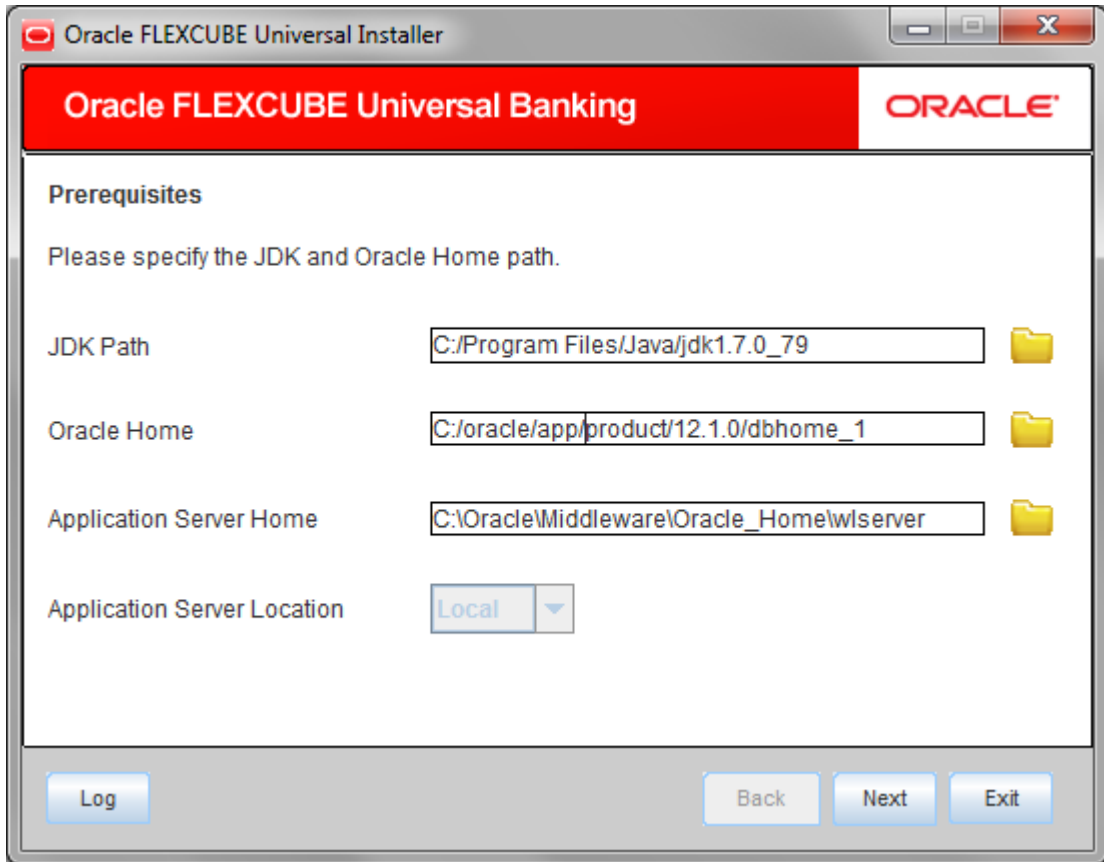 Oracle FLEXCUBE Universal Installer
Oracle FLEXCUBE Universal Banking
ORACLE
Prerequisites
Please specify the JDK and Oracle Home path.
JDK Path C:/Program Files/Java/jdk1.7.0_79
Oracle Home C:/oracle/app/product/12.1.0/dbhome_1
Application Server Home C:\Oracle\Middleware\Oracle_Home\wlserver
Application Server Location Local
Log Back Next Exit